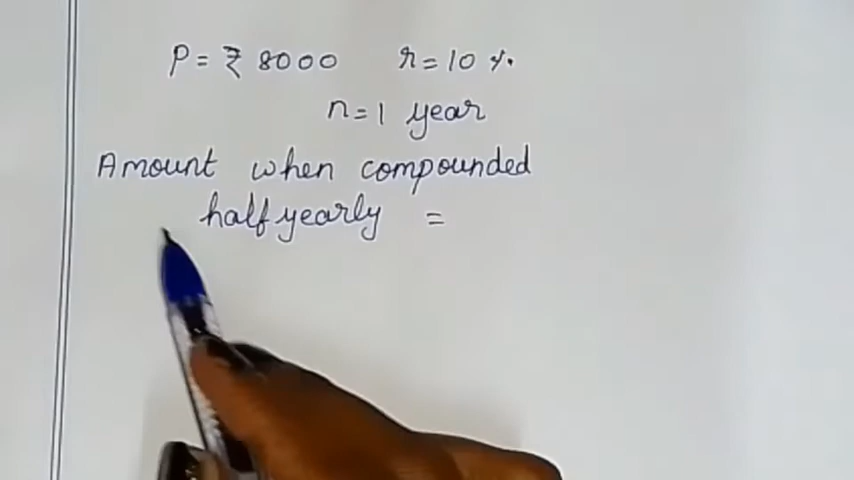 P = ₹ 8000 r = 10 %.
n = 1 year
Amount when compounded
half yearly =